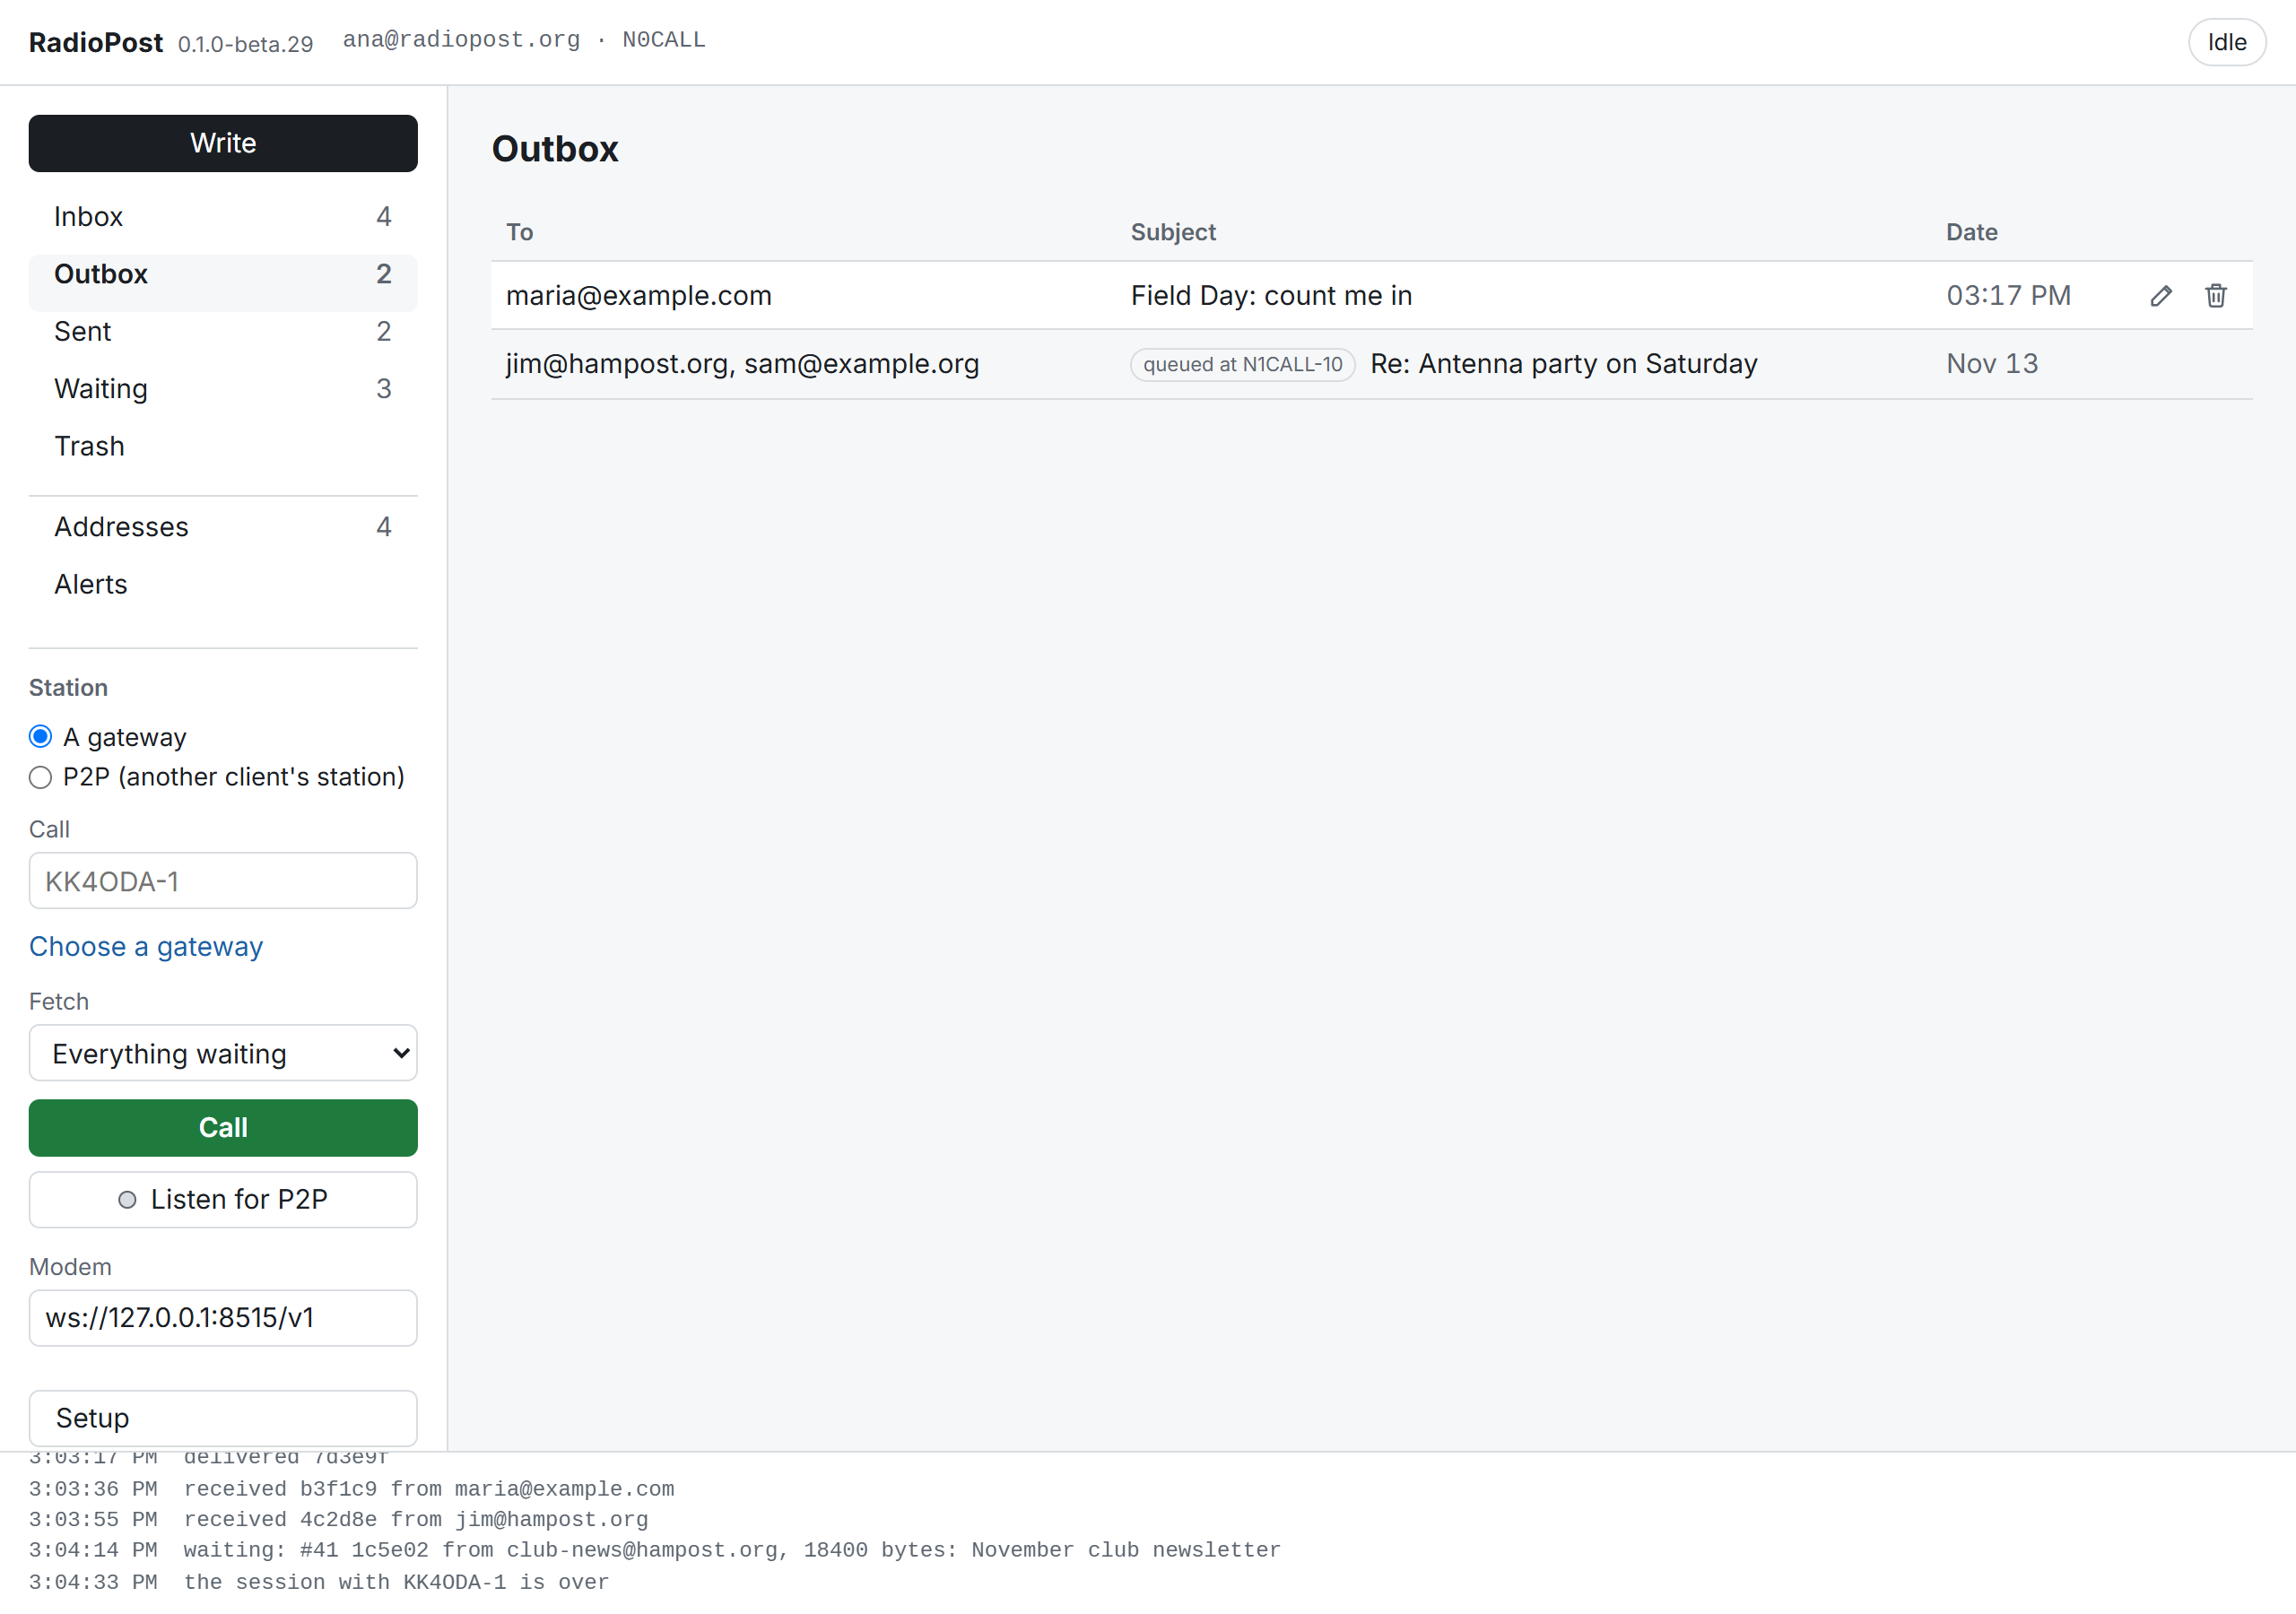 RadioPost 0.1.0-beta.29 ana@radiopost.org · N0CALL
Idle
Write
Inbox 4
Outbox 2
Sent 2
Waiting 3
Trash
Addresses 4
Alerts
Station
A gateway
P2P (another client's station)
Call
KK4ODA-1
Choose a gateway
Fetch
Everything waiting
Call
Listen for P2P
Modem
ws://127.0.0.1:8515/v1
Setup
Outbox
To Subject Date
maria@example.com Field Day: count me in 03:17 PM
jim@hampost.org, sam@example.org queued at N1CALL-10 Re: Antenna party on Saturday Nov 13
3:03:17 PM delivered 7d3e9f
3:03:36 PM received b3f1c9 from maria@example.com
3:03:55 PM received 4c2d8e from jim@hampost.org
3:04:14 PM waiting: #41 1c5e02 from club-news@hampost.org, 18400 bytes: November club newsletter
3:04:33 PM the session with KK4ODA-1 is over